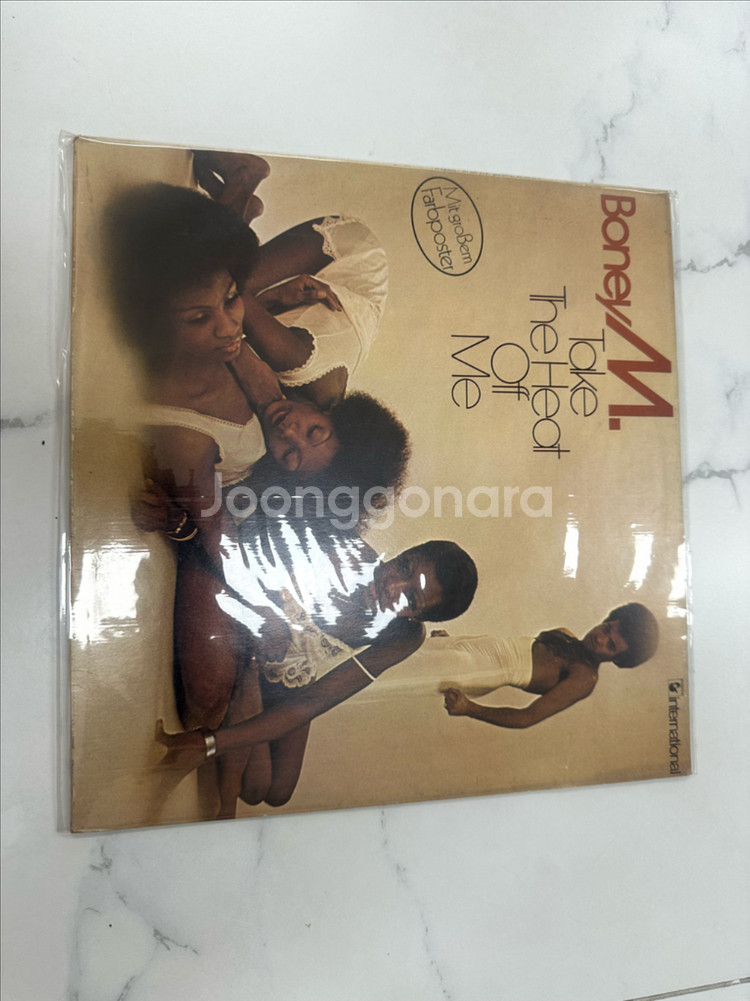 Boney M.
Take
The Heat
Off
Me
Mit großem
Farbposter
international
Joonggonara